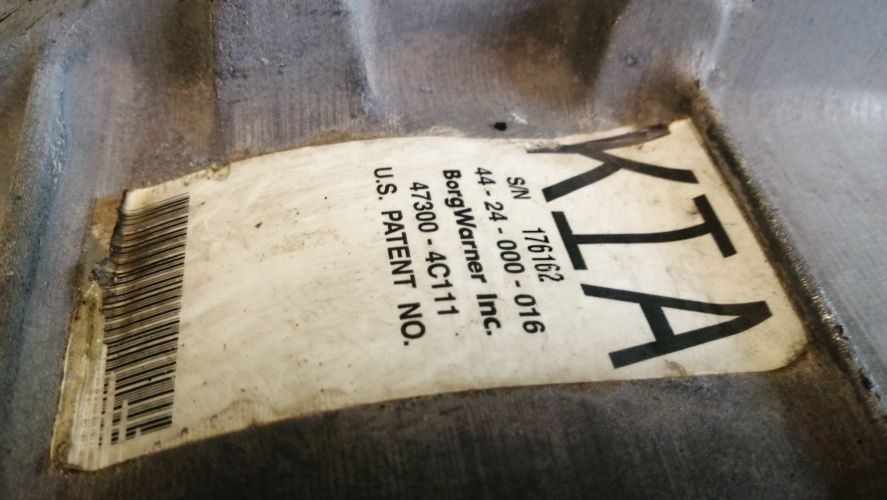 KIA
S/N 176162
44-24-000-016
BorgWarner Inc.
47300-4C111
U.S. PATENT NO.